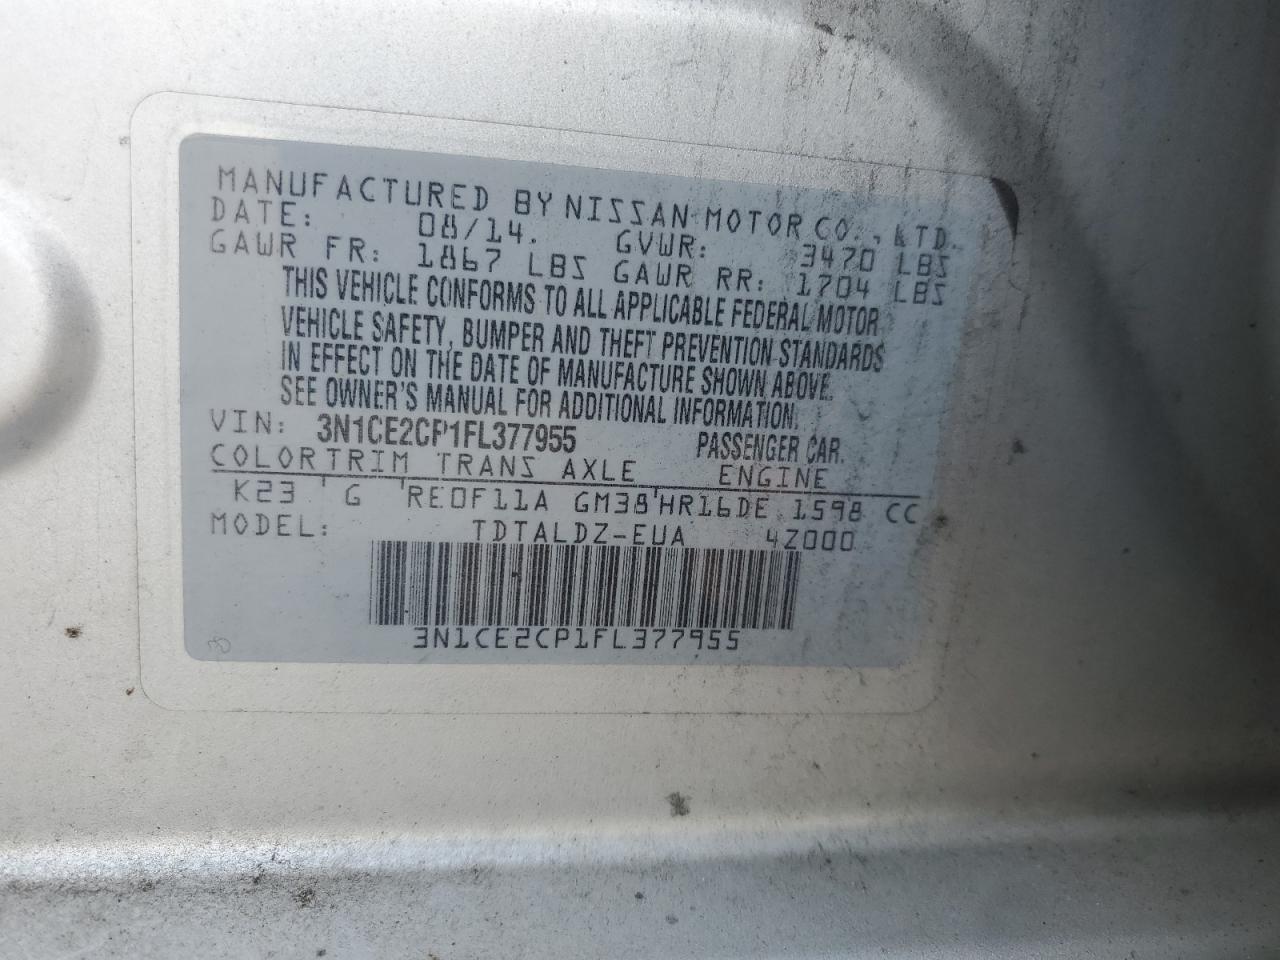 MANUFACTURED BY NISSAN MOTOR CO., LTD.
DATE: 08/14. GVWR: 3470 LBS
GAWR FR: 1867 LBS GAWR RR: 1704 LBS
THIS VEHICLE CONFORMS TO ALL APPLICABLE FEDERAL MOTOR
VEHICLE SAFETY, BUMPER AND THEFT PREVENTION STANDARDS
IN EFFECT ON THE DATE OF MANUFACTURE SHOWN ABOVE.
SEE OWNER'S MANUAL FOR ADDITIONAL INFORMATION.
VIN: 3N1CE2CP1FL377955 PASSENGER CAR.
COLORTRIM TRANS AXLE ENGINE
K23 ' G 'RE0F11A GM38'HR16DE 1598 CC
MODEL: TDTALDZ-EUA 4Z000
3N1CE2CP1FL377955